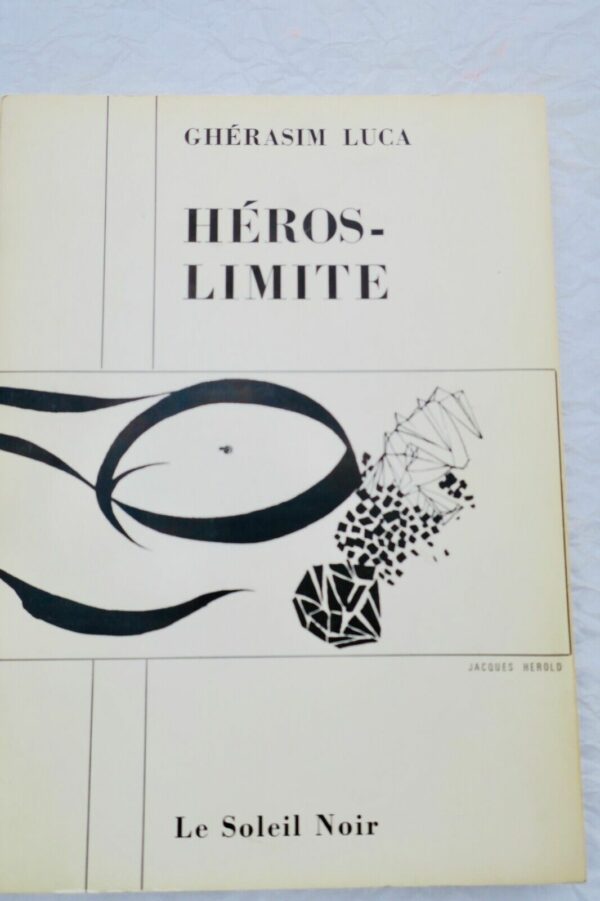 GHÉRASIM LUCA
HÉROS-
LIMITE
JACQUES HEROLD
Le Soleil Noir